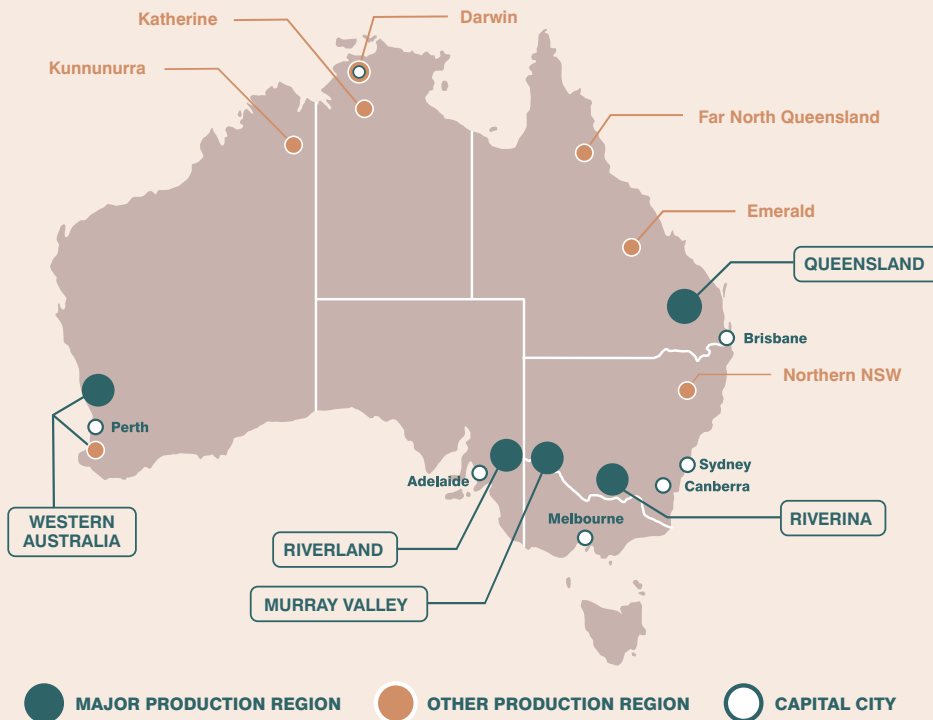 Katherine
Darwin
Kunnunurra
Far North Queensland
Emerald
QUEENSLAND
Brisbane
Northern NSW
Perth
Adelaide
Sydney
Canberra
WESTERN
AUSTRALIA
Melbourne
RIVERINA
RIVERLAND
MURRAY VALLEY
MAJOR PRODUCTION REGION
OTHER PRODUCTION REGION
CAPITAL CITY